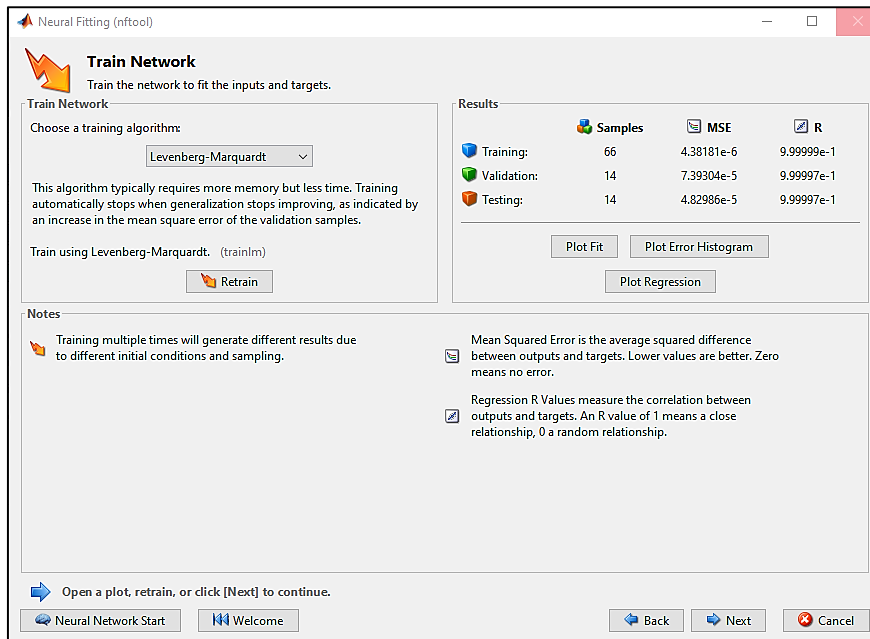 Neural Fitting (nftool)
Train Network
Train the network to fit the inputs and targets.
Train Network
Choose a training algorithm:
Levenberg-Marquardt
This algorithm typically requires more memory but less time. Training
automatically stops when generalization stops improving, as indicated by
an increase in the mean square error of the validation samples.
Train using Levenberg-Marquardt. (trainlm)
Retrain
Results
Samples MSE R
Training: 66 4.38181e-6 9.99999e-1
Validation: 14 7.39304e-5 9.99997e-1
Testing: 14 4.82986e-5 9.99997e-1
Plot Fit Plot Error Histogram
Plot Regression
Notes
Training multiple times will generate different results due
to different initial conditions and sampling.
Mean Squared Error is the average squared difference
between outputs and targets. Lower values are better. Zero
means no error.
Regression R Values measure the correlation between
outputs and targets. An R value of 1 means a close
relationship, 0 a random relationship.
Open a plot, retrain, or click [Next] to continue.
Neural Network Start Welcome Back Next Cancel